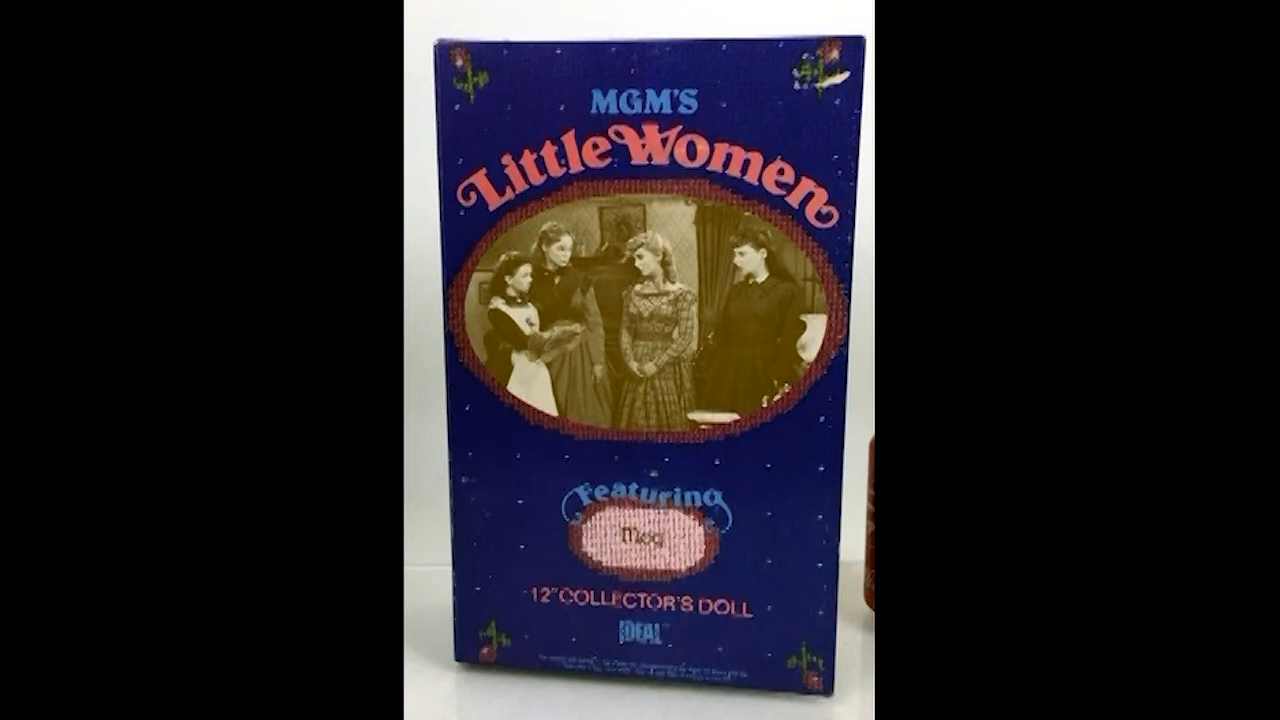 MGM'S
Little Women
Featuring
Meg
12" COLLECTOR'S DOLL
IDEAL